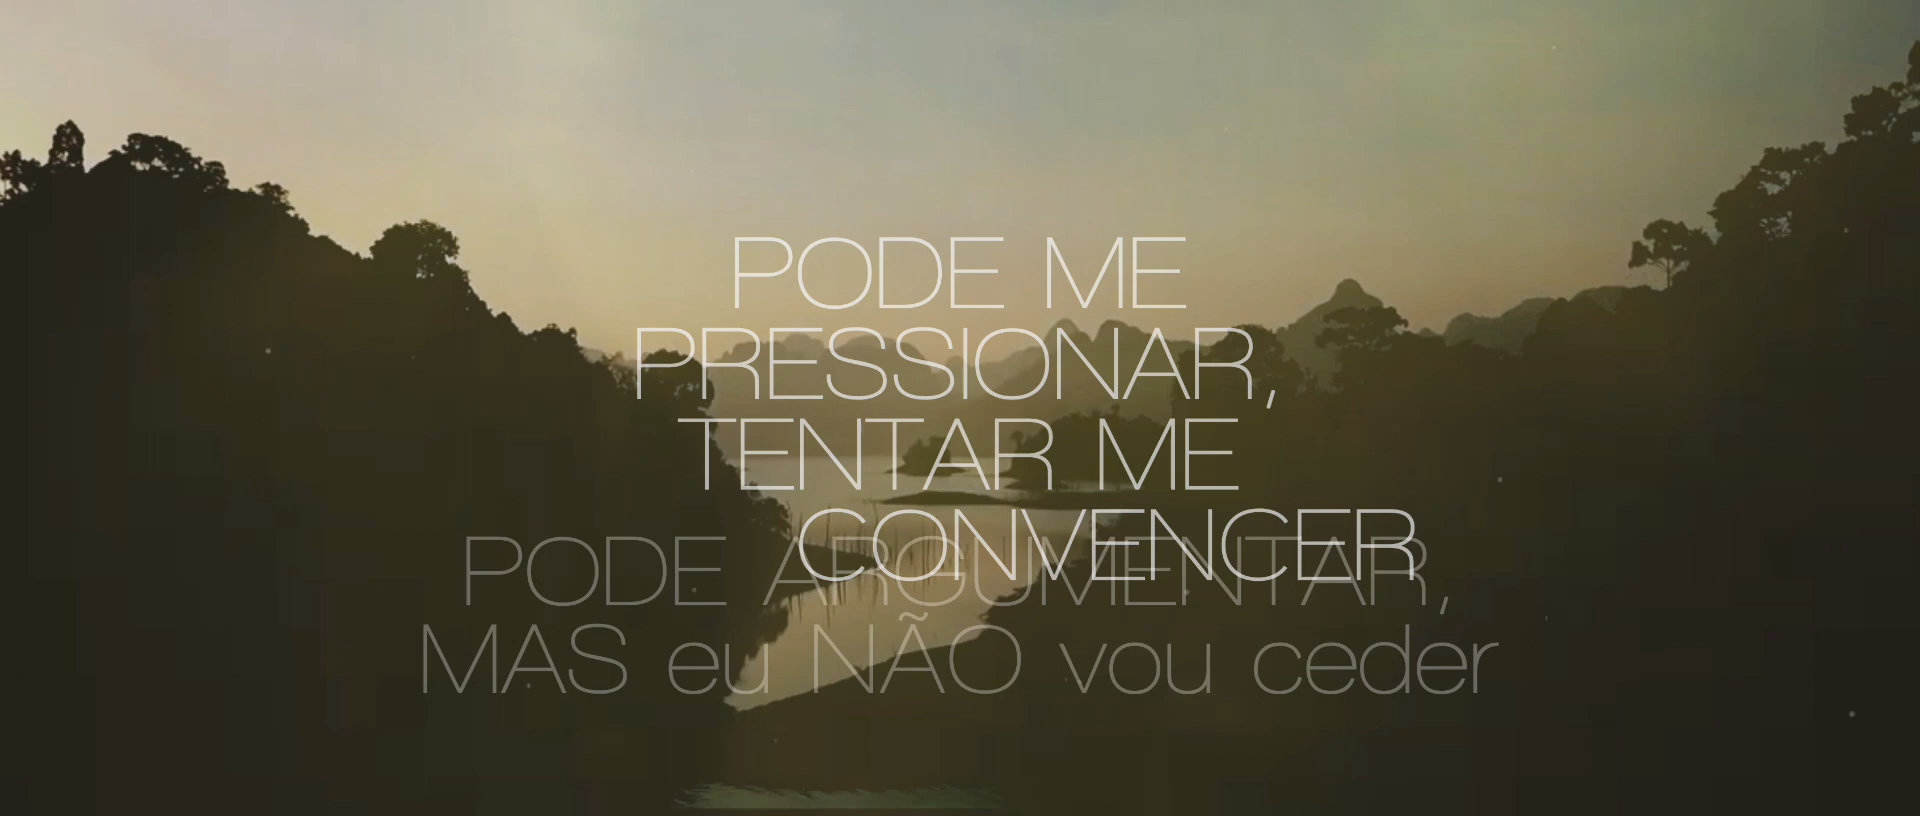 PODE ME
PRESSIONAR,
TENTAR ME
CONVENCER
PODE ARGUMENTAR,
MAS eu NÃO vou ceder